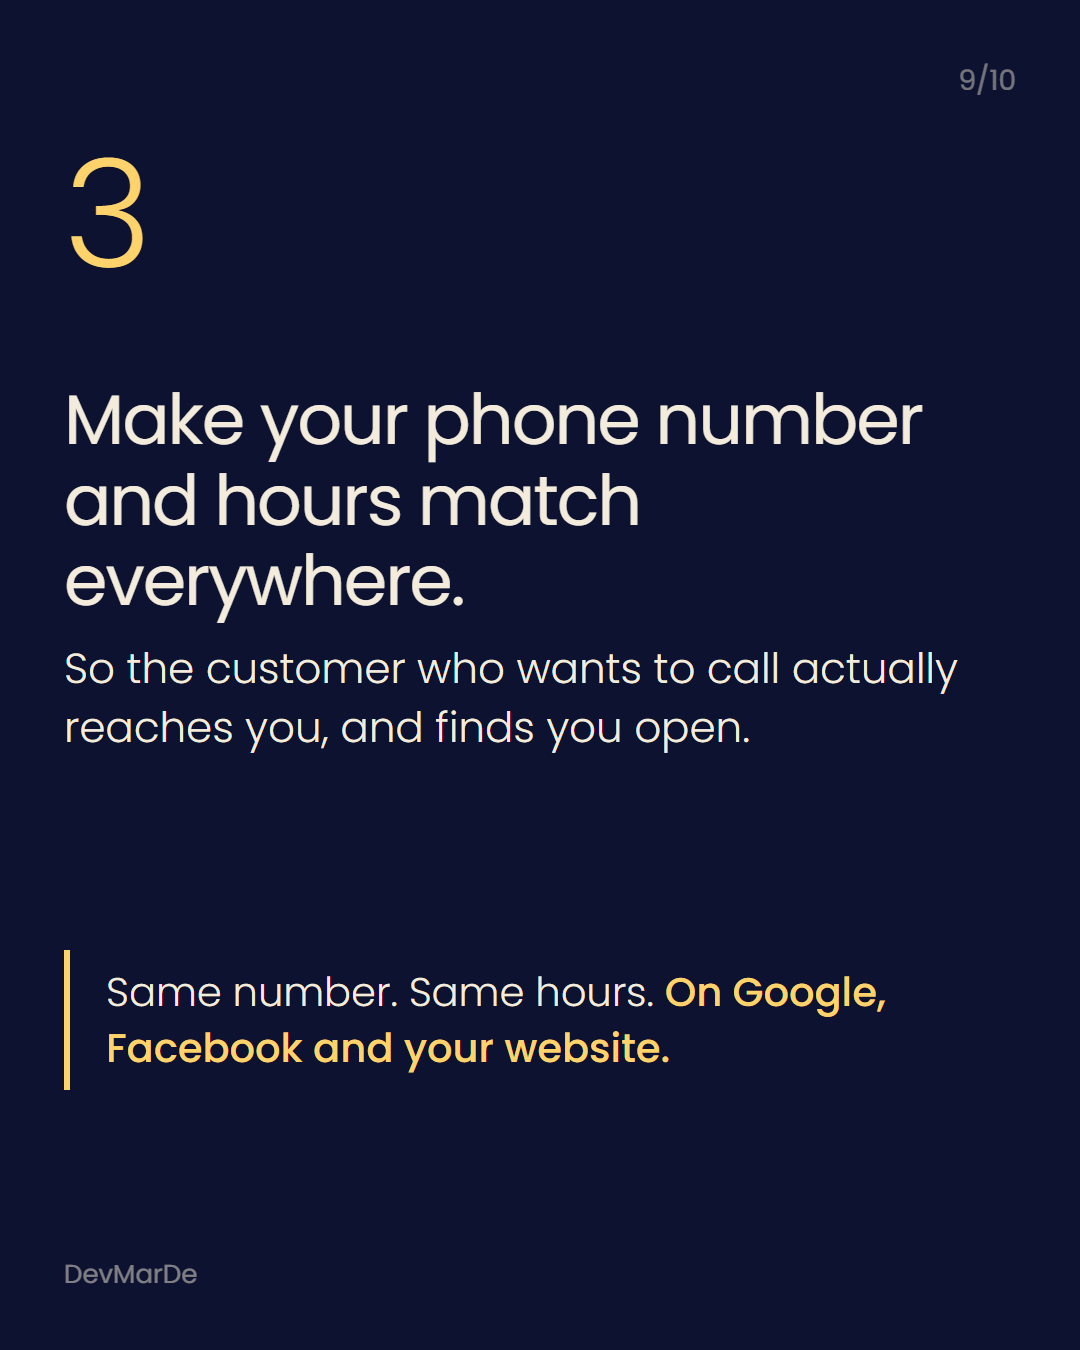 9/10
3
Make your phone number
and hours match
everywhere.
So the customer who wants to call actually
reaches you, and finds you open.
Same number. Same hours. On Google,
Facebook and your website.
DevMarDe